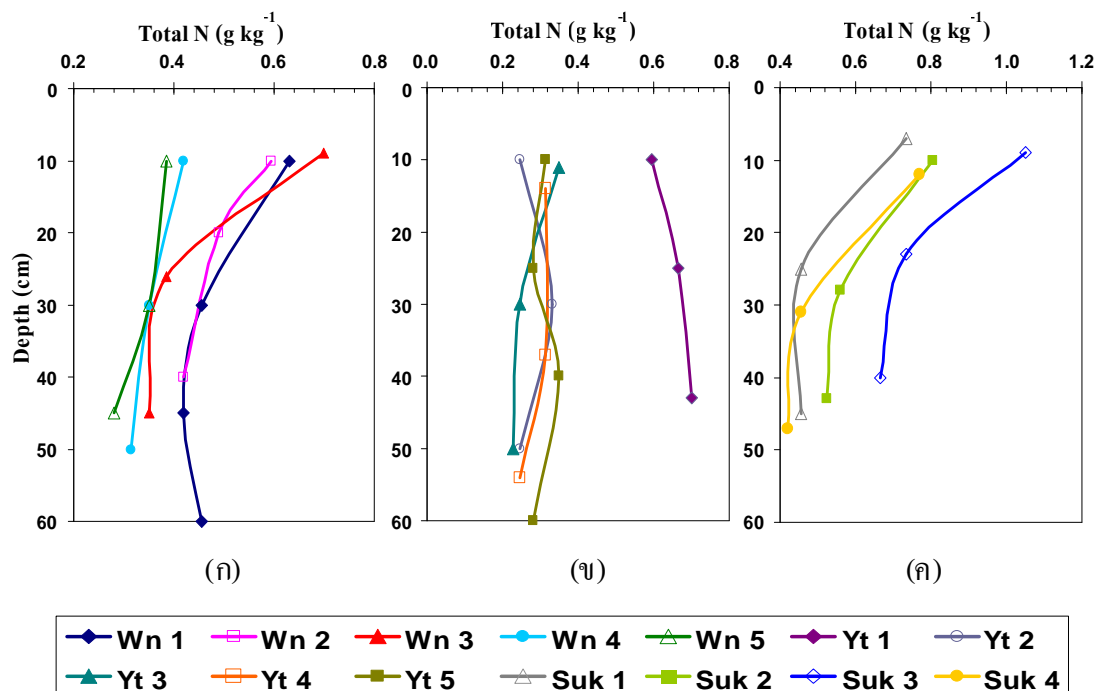 Total N (g kg-1)
Total N (g kg-1)
Total N (g kg-1)
0.2 0.4 0.6 0.8
0.0 0.2 0.4 0.6 0.8
0.4 0.6 0.8 1.0 1.2
0
10
20
30
40
50
60
Depth (cm)
0
10
20
30
40
50
60
0
10
20
30
40
50
60
(ก) (ข) (ค)
Wn 1 Wn 2 Wn 3 Wn 4 Wn 5 Yt 1 Yt 2
Yt 3 Yt 4 Yt 5 Suk 1 Suk 2 Suk 3 Suk 4